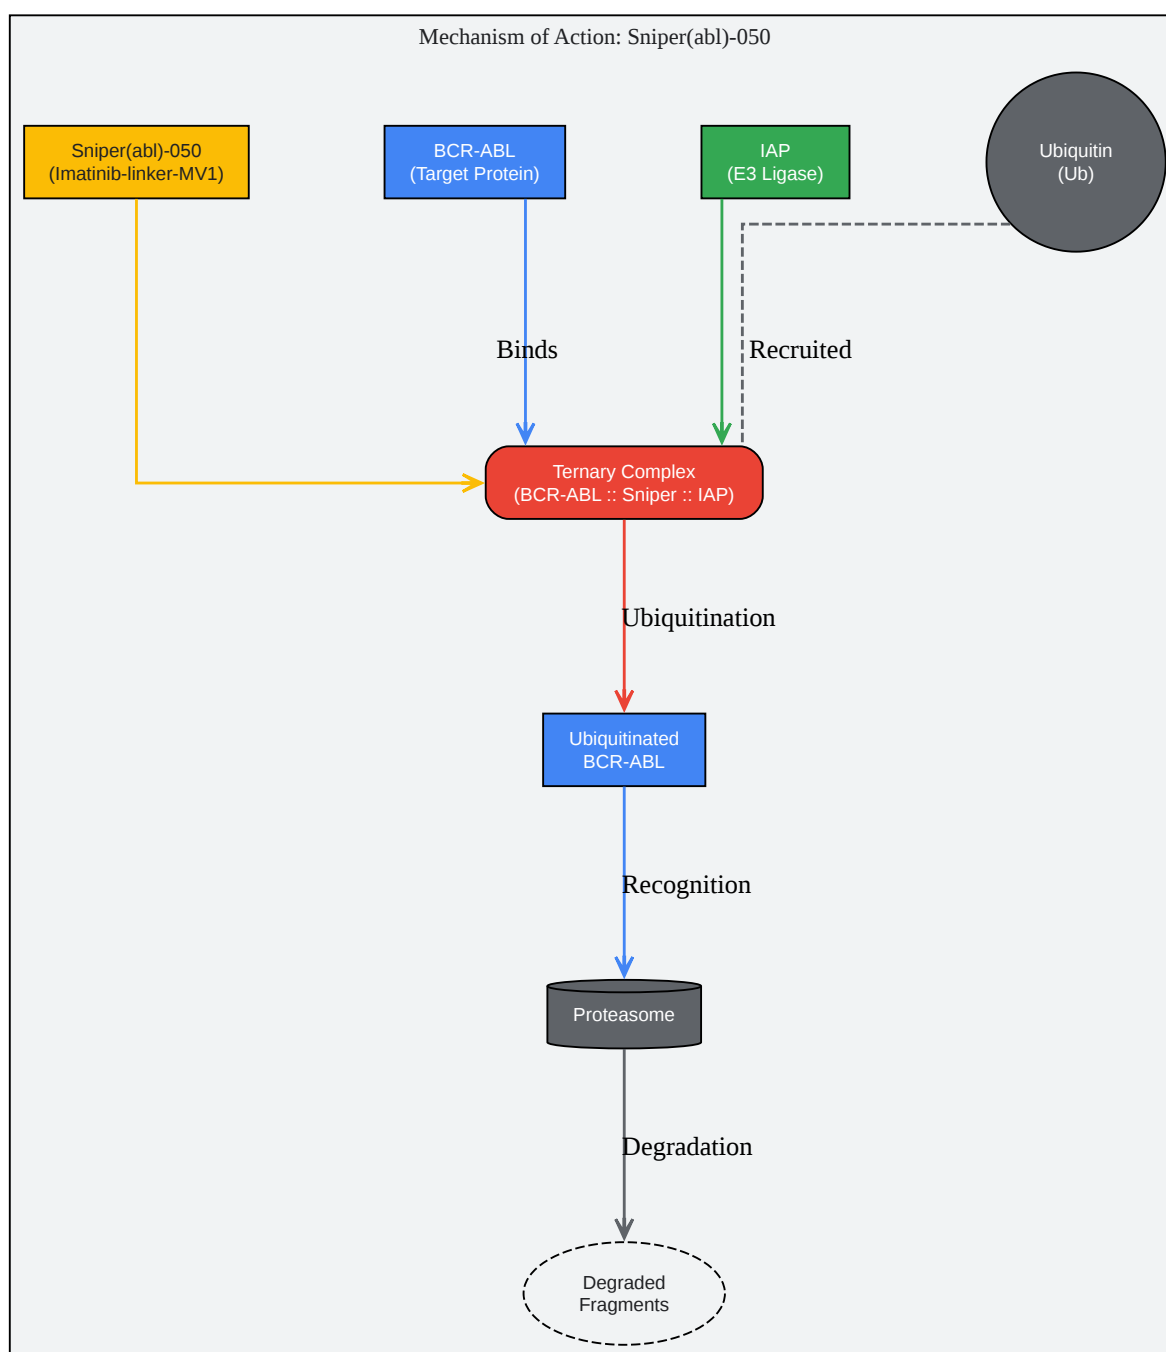 Mechanism of Action: Sniper(abl)-050
Sniper(abl)-050
(Imatinib-linker-MV1)
BCR-ABL
(Target Protein)
IAP
(E3 Ligase)
Ubiquitin
(Ub)
Binds
Recruited
Ternary Complex
(BCR-ABL :: Sniper :: IAP)
Ubiquitination
Ubiquitinated
BCR-ABL
Recognition
Proteasome
Degradation
Degraded
Fragments